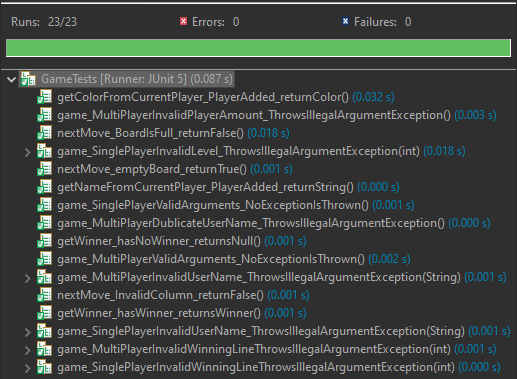 Runs: 23/23 Errors: 0 Failures: 0
GameTests [Runner: JUnit 5] (0.087 s)
getColorFromCurrentPlayer_PlayerAdded_returnColor() (0.032 s)
game_MultiPlayerInvalidPlayerAmount_ThrowsIllegalArgumentException() (0.003 s)
nextMove_BoardIsFull_returnFalse() (0.018 s)
game_SinglePlayerInvalidLevel_ThrowsIllegalArgumentException(int) (0.018 s)
nextMove_emptyBoard_returnTrue() (0.001 s)
getNameFromCurrentPlayer_PlayerAdded_returnString() (0.000 s)
game_SinglePlayerValidArguments_NoExceptionIsThrown() (0.001 s)
game_MultiPlayerDublicateUserName_ThrowsIllegalArgumentException() (0.000 s)
getWinner_hasNoWinner_returnsNull() (0.001 s)
game_MultiPlayerValidArguments_NoExceptionIsThrown() (0.002 s)
game_MultiPlayerInvalidUserName_ThrowsIllegalArgumentException(String) (0.001 s)
nextMove_InvalidColumn_returnFalse() (0.001 s)
getWinner_hasWinner_returnsWinner() (0.001 s)
game_SinglePlayerInvalidUserName_ThrowsIllegalArgumentException(String) (0.001 s)
game_MultiPlayerInvalidWinningLineThrowsIllegalArgumentException(int) (0.001 s)
game_SinglePlayerInvalidWinningLineThrowsIllegalArgumentException(int) (0.000 s)